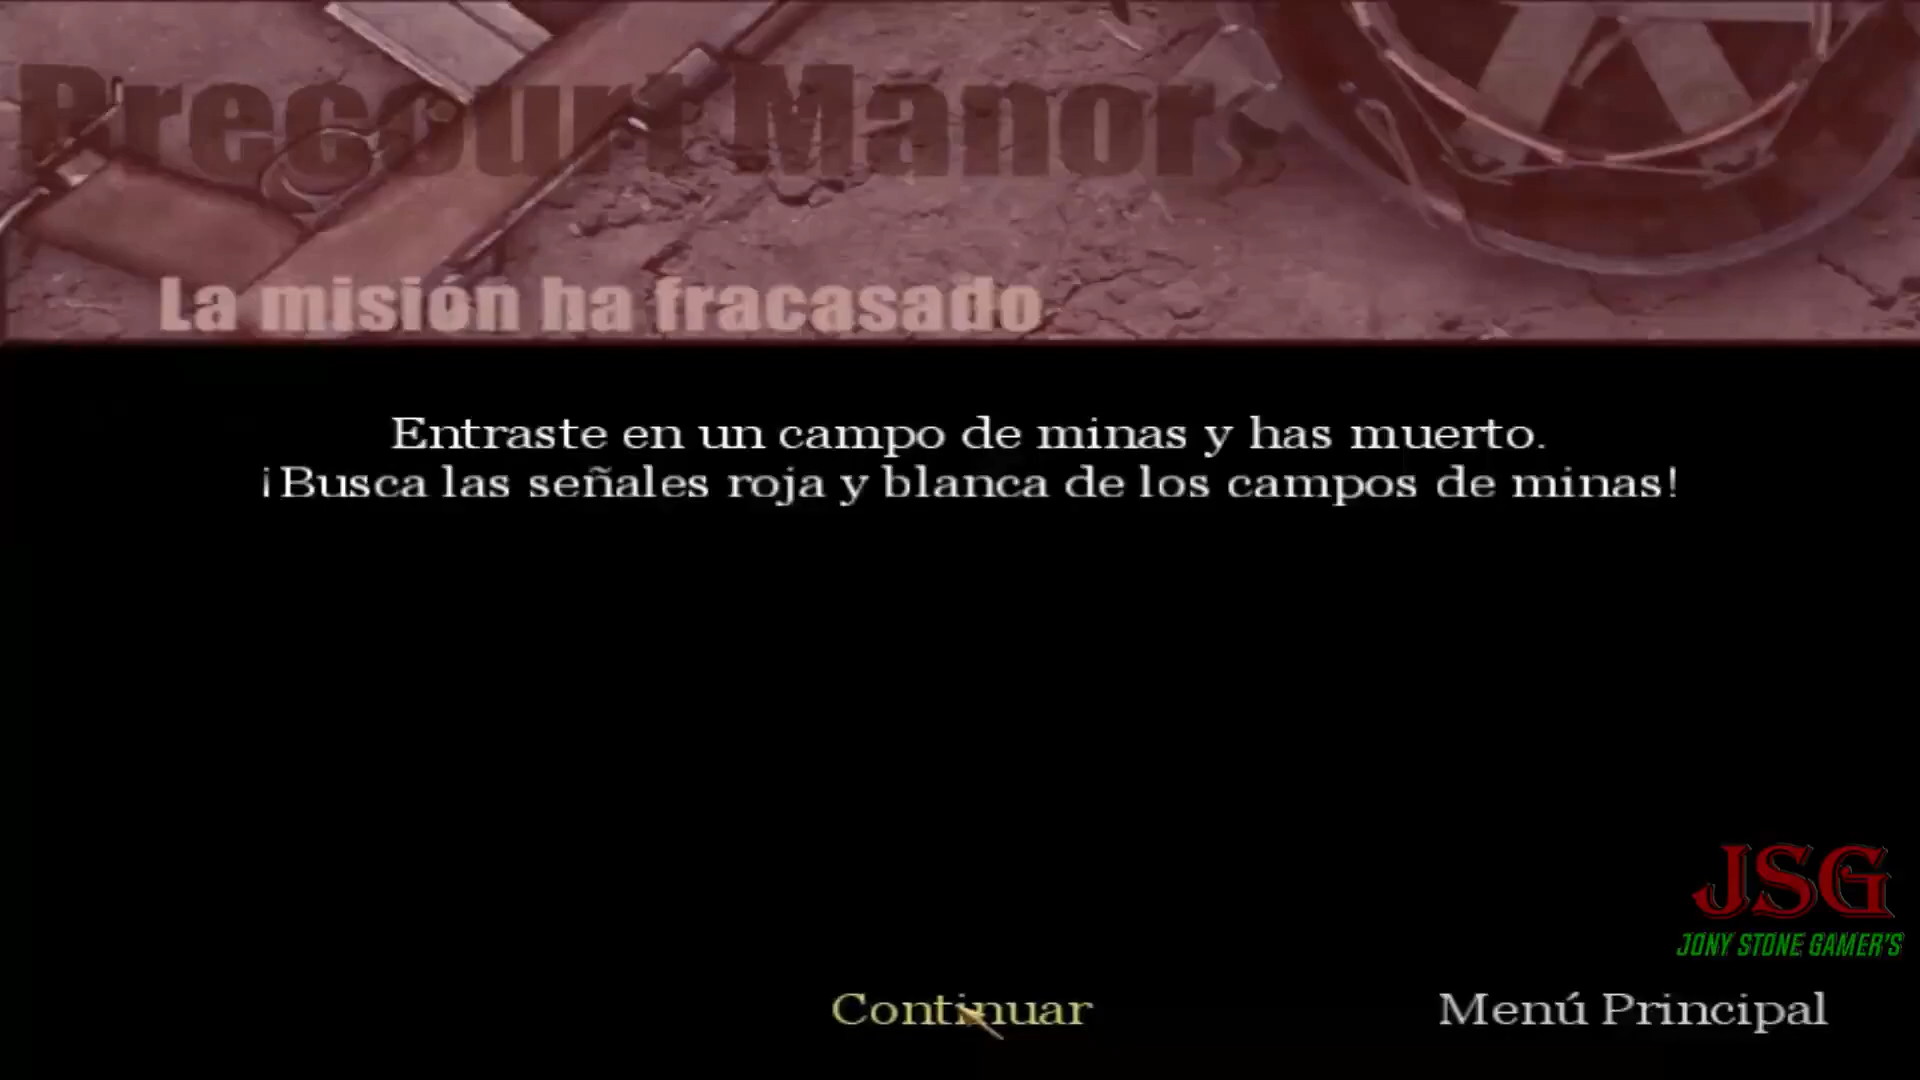 Brecourt Manor
La misión ha fracasado
Entraste en un campo de minas y has muerto.
¡Busca las señales roja y blanca de los campos de minas!
JSG
JONY STONE GAMER'S
Continuar
Menú Principal